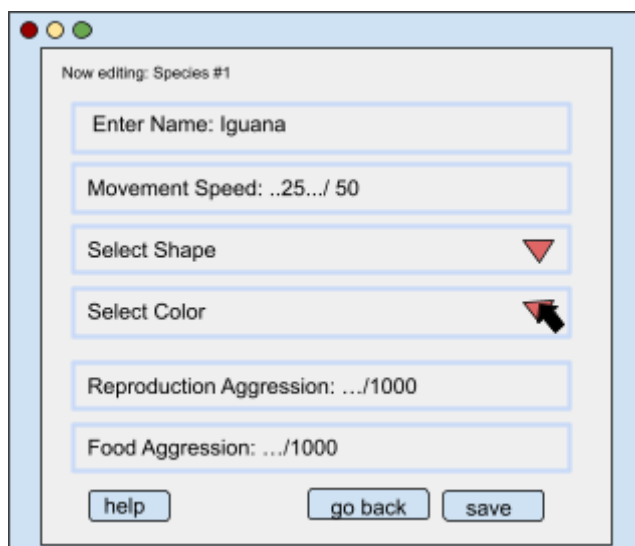 Now editing: Species #1
Enter Name: Iguana
Movement Speed: ..25.../ 50
Select Shape
Select Color
Reproduction Aggression: .../1000
Food Aggression: .../1000
help go back save